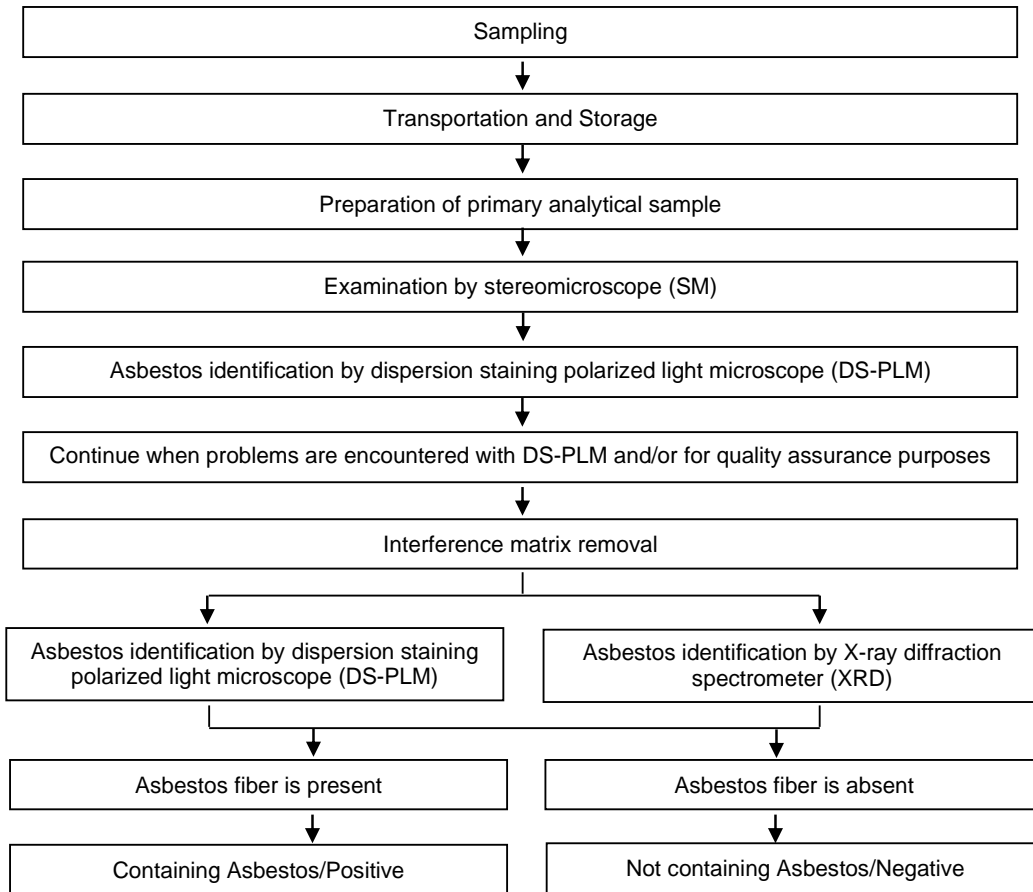 Sampling
Transportation and Storage
Preparation of primary analytical sample
Examination by stereomicroscope (SM)
Asbestos identification by dispersion staining polarized light microscope (DS-PLM)
Continue when problems are encountered with DS-PLM and/or for quality assurance purposes
Interference matrix removal
Asbestos identification by dispersion staining
polarized light microscope (DS-PLM)
Asbestos identification by X-ray diffraction
spectrometer (XRD)
Asbestos fiber is present
Asbestos fiber is absent
Containing Asbestos/Positive
Not containing Asbestos/Negative